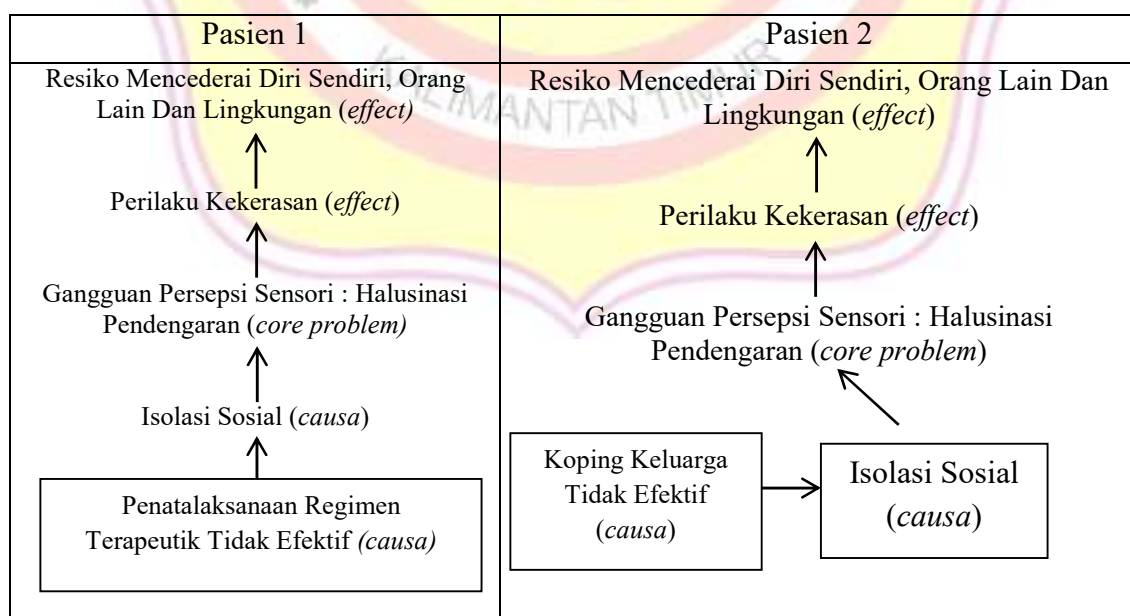 Pasien 1
Resiko Mencederai Diri Sendiri, Orang
Lain Dan Lingkungan (effect)
Perilaku Kekerasan (effect)
Gangguan Persepsi Sensori : Halusinasi
Pendengaran (core problem)
Isolasi Sosial (causa)
Penatalaksanaan Regimen
Terapeutik Tidak Efektif (causa)
Pasien 2
Resiko Mencederai Diri Sendiri, Orang Lain Dan
Lingkungan (effect)
Perilaku Kekerasan (effect)
Gangguan Persepsi Sensori : Halusinasi
Pendengaran (core problem)
Koping Keluarga
Tidak Efektif
(causa)
Isolasi Sosial
(causa)
KALIMANTAN TIMUR